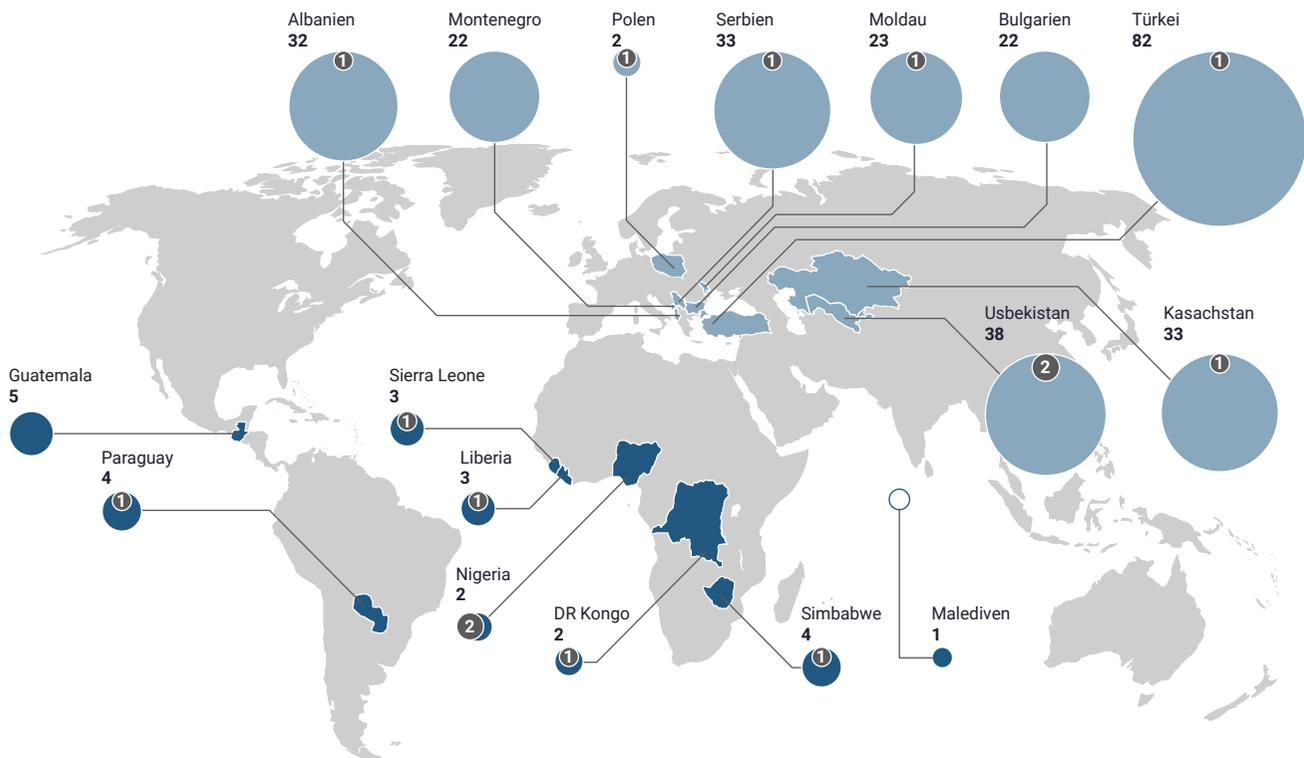 Albanien
32
1
Montenegro
22
Polen
2
1
Serbien
33
1
Moldau
23
1
Bulgarien
22
Türkei
82
1
Usbekistan
38
2
Kasachstan
33
1
Guatemala
5
Paraguay
4
1
Sierra Leone
3
1
Liberia
3
1
Nigeria
2
2
DR Kongo
2
1
Simbabwe
4
1
Malediven
1